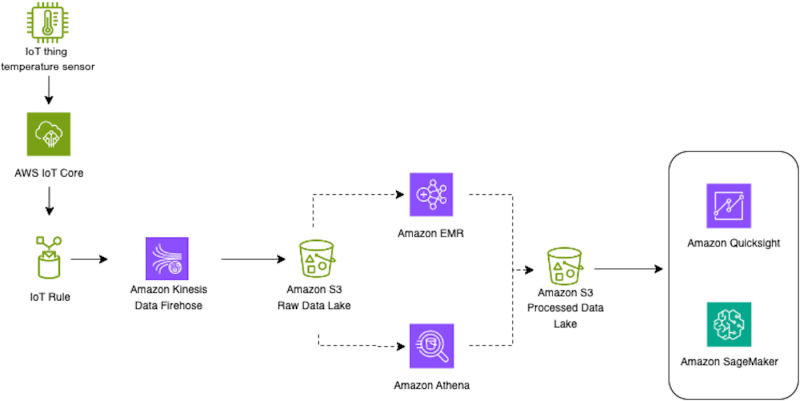 IoT thing
temperature sensor
AWS IoT Core
IoT Rule
Amazon Kinesis
Data Firehose
Amazon S3
Raw Data Lake
Amazon EMR
Amazon Athena
Amazon S3
Processed Data
Lake
Amazon Quicksight
Amazon SageMaker